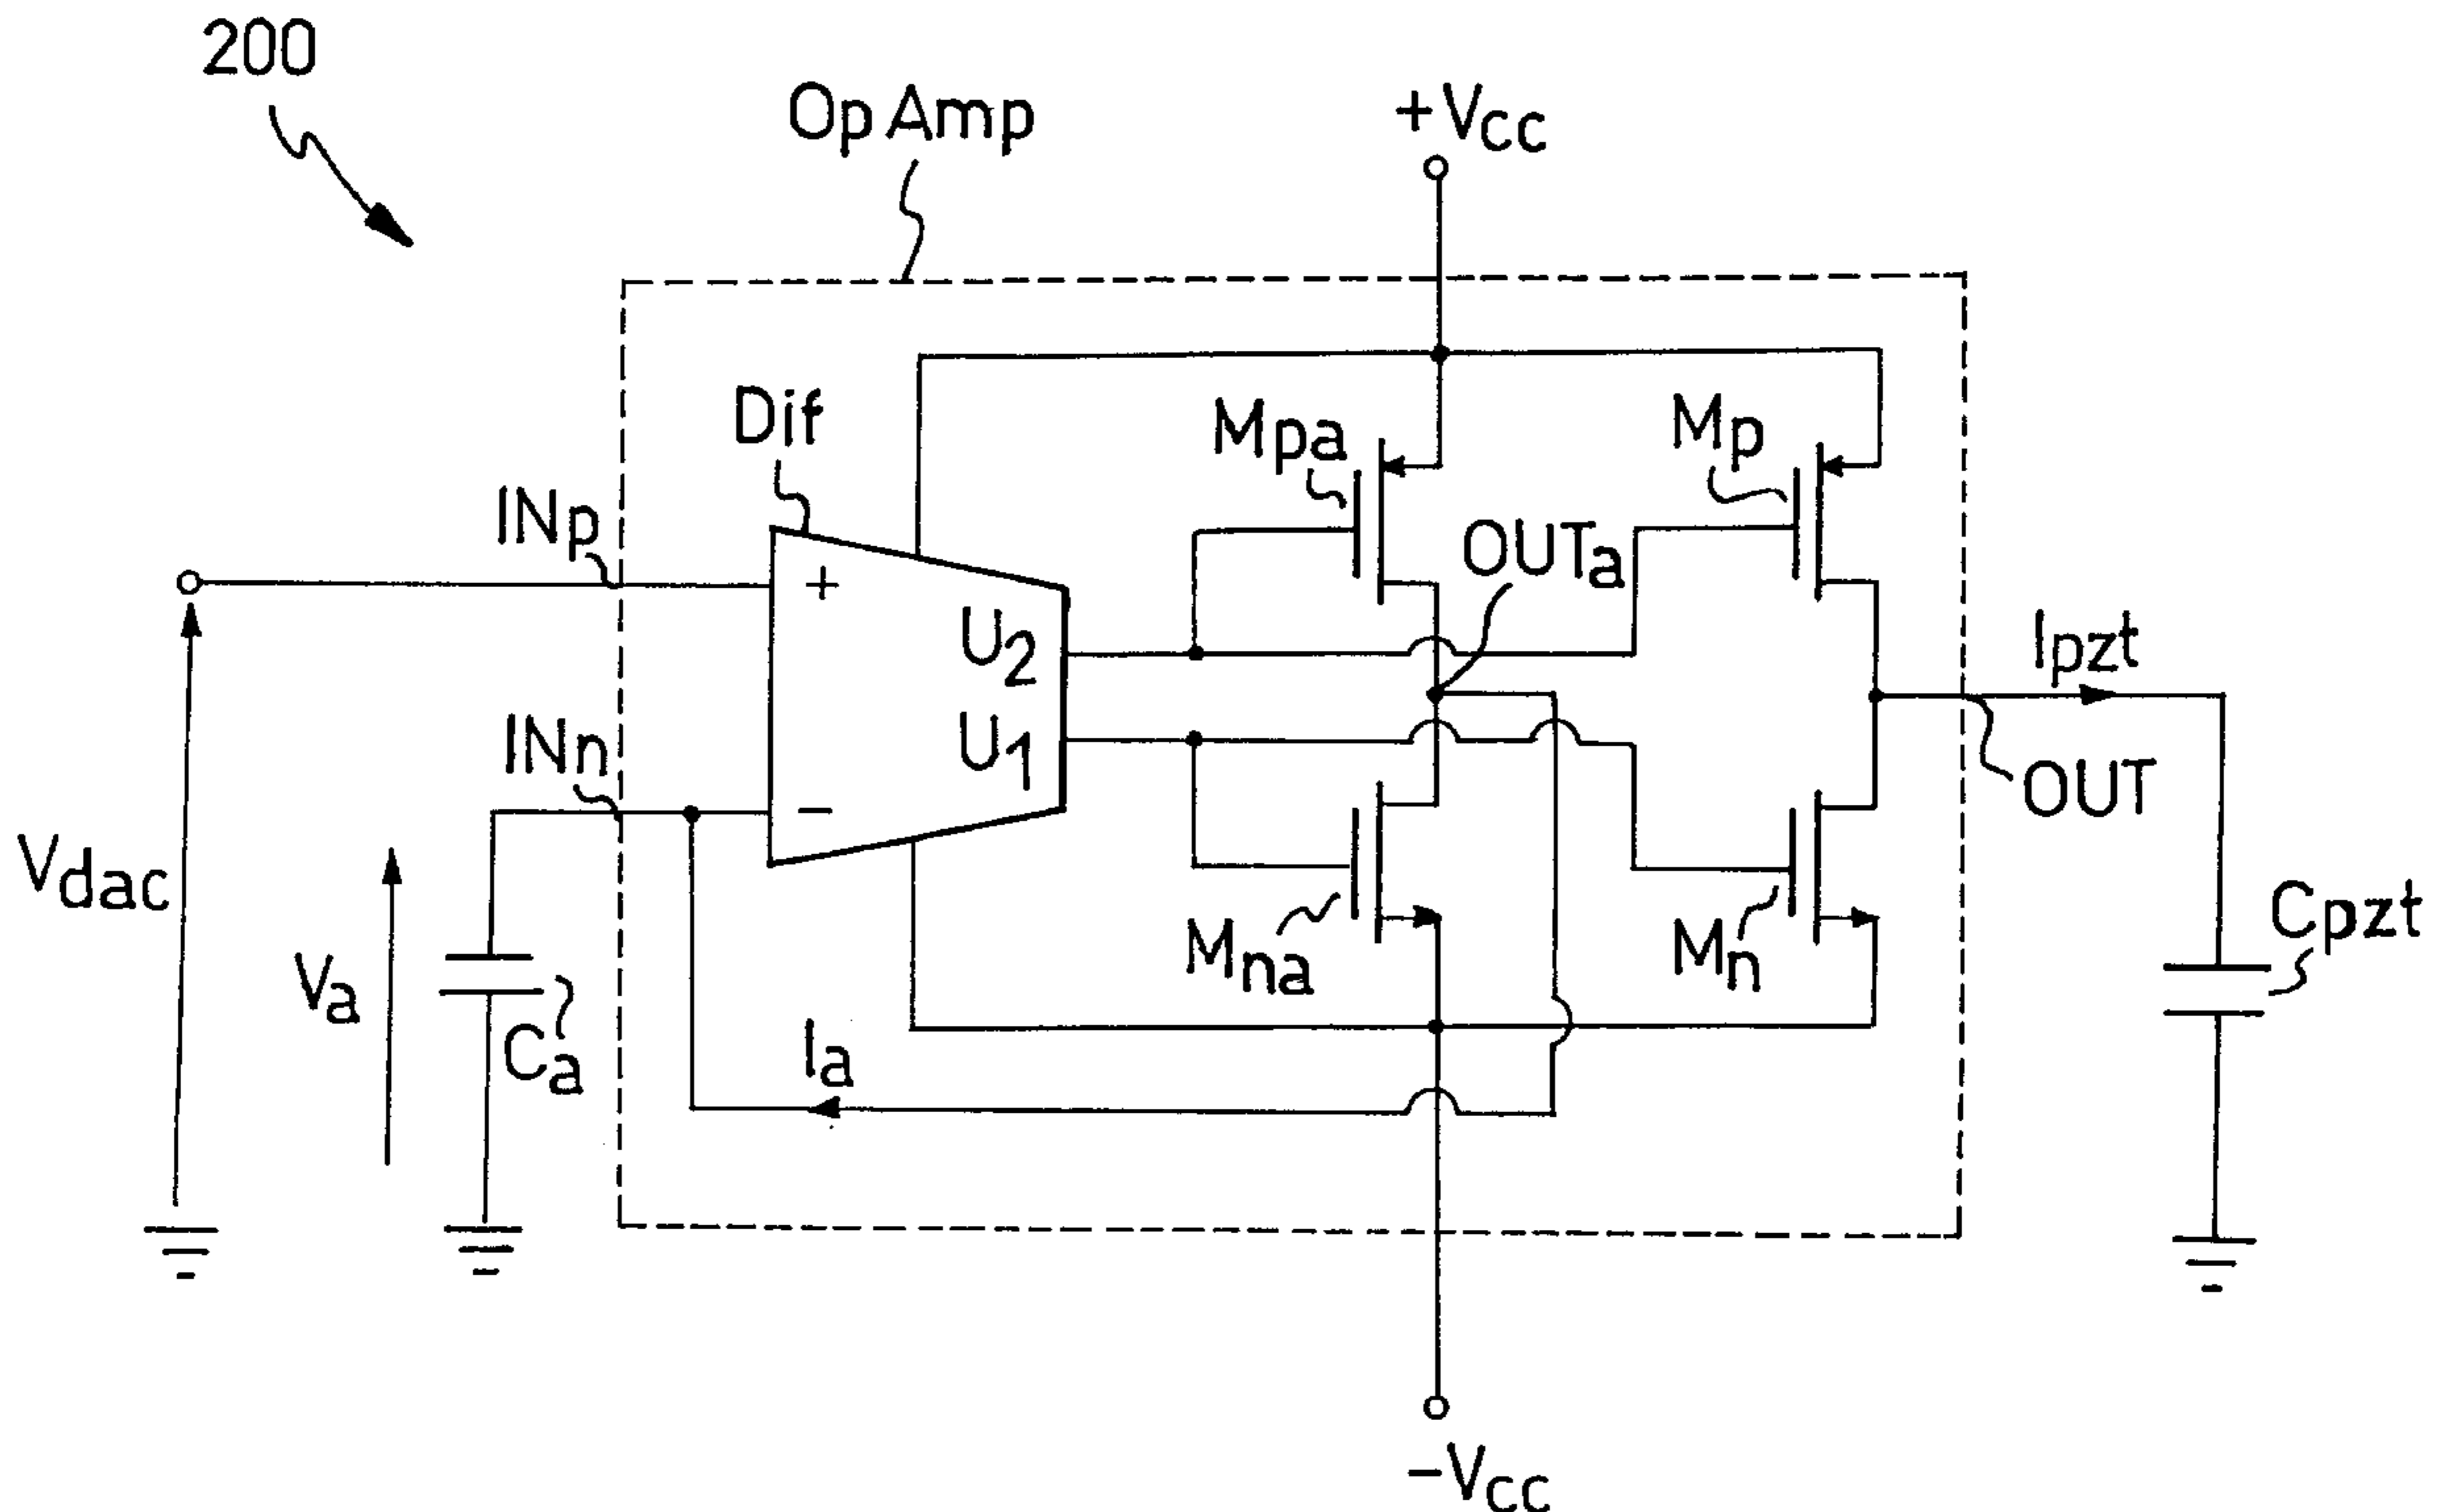 200
Op Amp
+Vcc
Dif
Mpa
Mp
INp
+
OUTa
U2
Ipzt
INn
U1
−
OUT
Vdac
Va
Ca
Mna
Mn
Cpzt
Ia
−Vcc